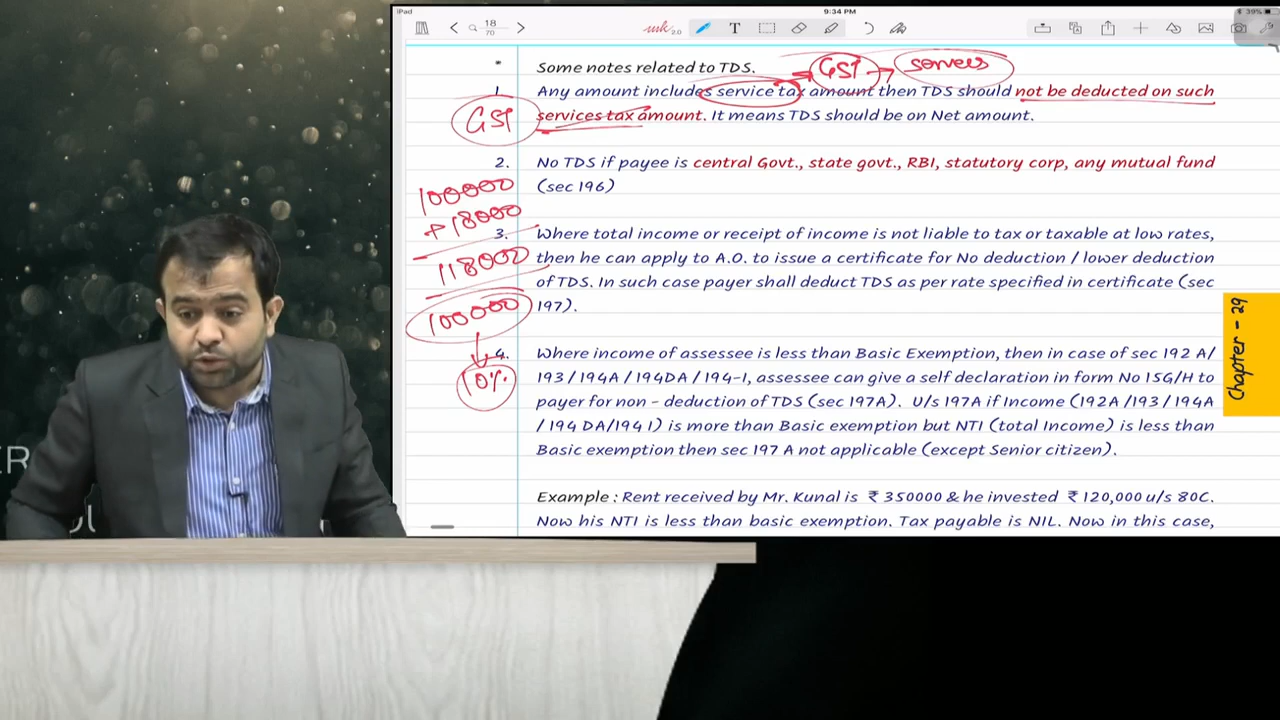 iPad
9:34 PM
39%
18
70
2.0
T
* Some notes related to TDS.
GST → services
1. Any amount includes service tax amount then TDS should not be deducted on such
GST
services tax amount. It means TDS should be on Net amount.
2. No TDS if payee is central Govt., state govt., RBI, statutory corp, any mutual fund
(sec 196)
100000
+18000
118000
100000
10%
3. Where total income or receipt of income is not liable to tax or taxable at low rates,
then he can apply to A.O. to issue a certificate for No deduction / lower deduction
of TDS. In such case payer shall deduct TDS as per rate specified in certificate (sec
197).
4. Where income of assessee is less than Basic Exemption, then in case of sec 192 A/
193 / 194A / 194DA / 194-I, assessee can give a self declaration in form No 15G/H to
payer for non - deduction of TDS (sec 197A). U/s 197A if Income (192A /193 / 194A
/ 194 DA/194 I) is more than Basic exemption but NTI (total Income) is less than
Basic exemption then sec 197 A not applicable (except Senior citizen).
Example : Rent received by Mr. Kunal is ₹ 350000 & he invested ₹ 120,000 u/s 80C.
Now his NTI is less than basic exemption. Tax payable is NIL. Now in this case,
Chapter - 29
ER